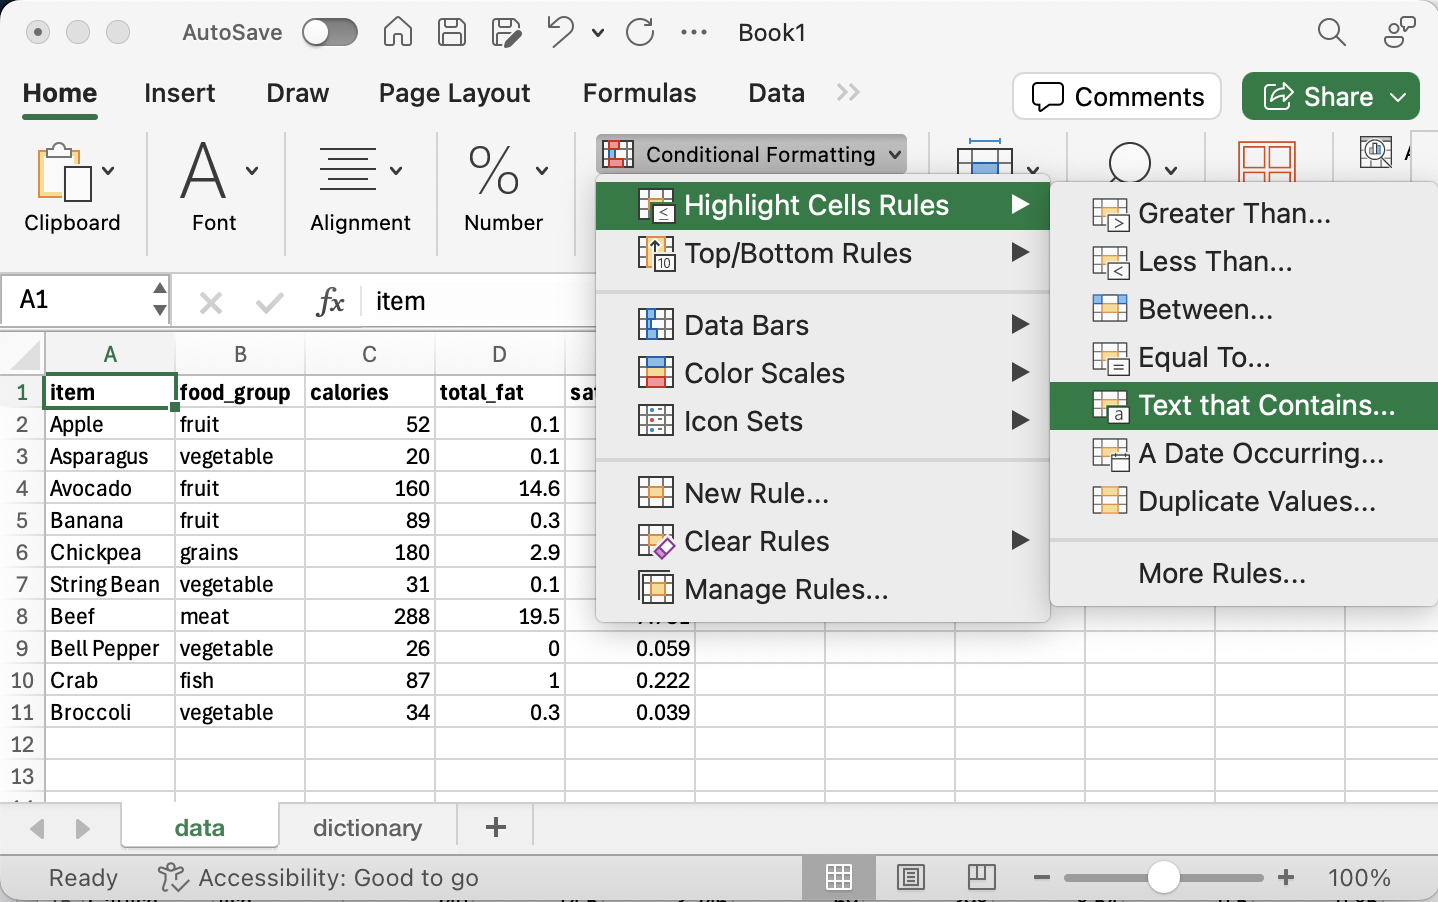 AutoSave Book1
Home Insert Draw Page Layout Formulas Data Comments Share
Clipboard Font Alignment Number Conditional Formatting
Highlight Cells Rules
Top/Bottom Rules
Data Bars
Color Scales
Icon Sets
New Rule...
Clear Rules
Manage Rules...
Greater Than...
Less Than...
Between...
Equal To...
Text that Contains...
A Date Occurring...
Duplicate Values...
More Rules...
A1 fx item
A B C D
1 item food_group calories total_fat
2 Apple fruit 52 0.1
3 Asparagus vegetable 20 0.1
4 Avocado fruit 160 14.6
5 Banana fruit 89 0.3
6 Chickpea grains 180 2.9
7 String Bean vegetable 31 0.1
8 Beef meat 288 19.5
9 Bell Pepper vegetable 26 0 0.059
10 Crab fish 87 1 0.222
11 Broccoli vegetable 34 0.3 0.039
12
13
data dictionary +
Ready Accessibility: Good to go 100%